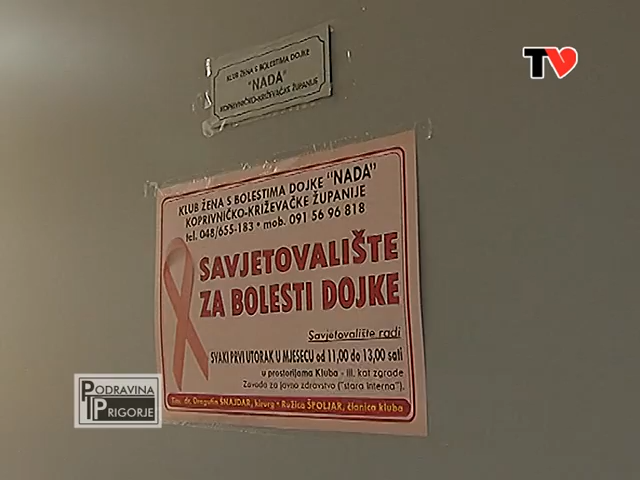 TV
KLUB ŽENA S BOLESTIMA DOJKE
"NADA"
KOPRIVNIČKO-KRIŽEVAČKE ŽUPANIJE
KLUB ŽENA S BOLESTIMA DOJKE "NADA"
KOPRIVNIČKO-KRIŽEVAČKE ŽUPANIJE
tel. 048/655-183 • mob. 091 56 96 818
SAVJETOVALIŠTE
ZA BOLESTI DOJKE
Savjetovalište radi
SVAKI PRVI UTORAK U MJESECU od 11,00 do 13,00 sati
u prostorijama Kluba - III. kat zgrade
Zavoda za javno zdravstvo ("stara interna").
dr. Dragutin ŠNAJDAR, kirurg • Ružica ŠPOLJAR, članica kluba
PODRAVINA
PRIGORJE